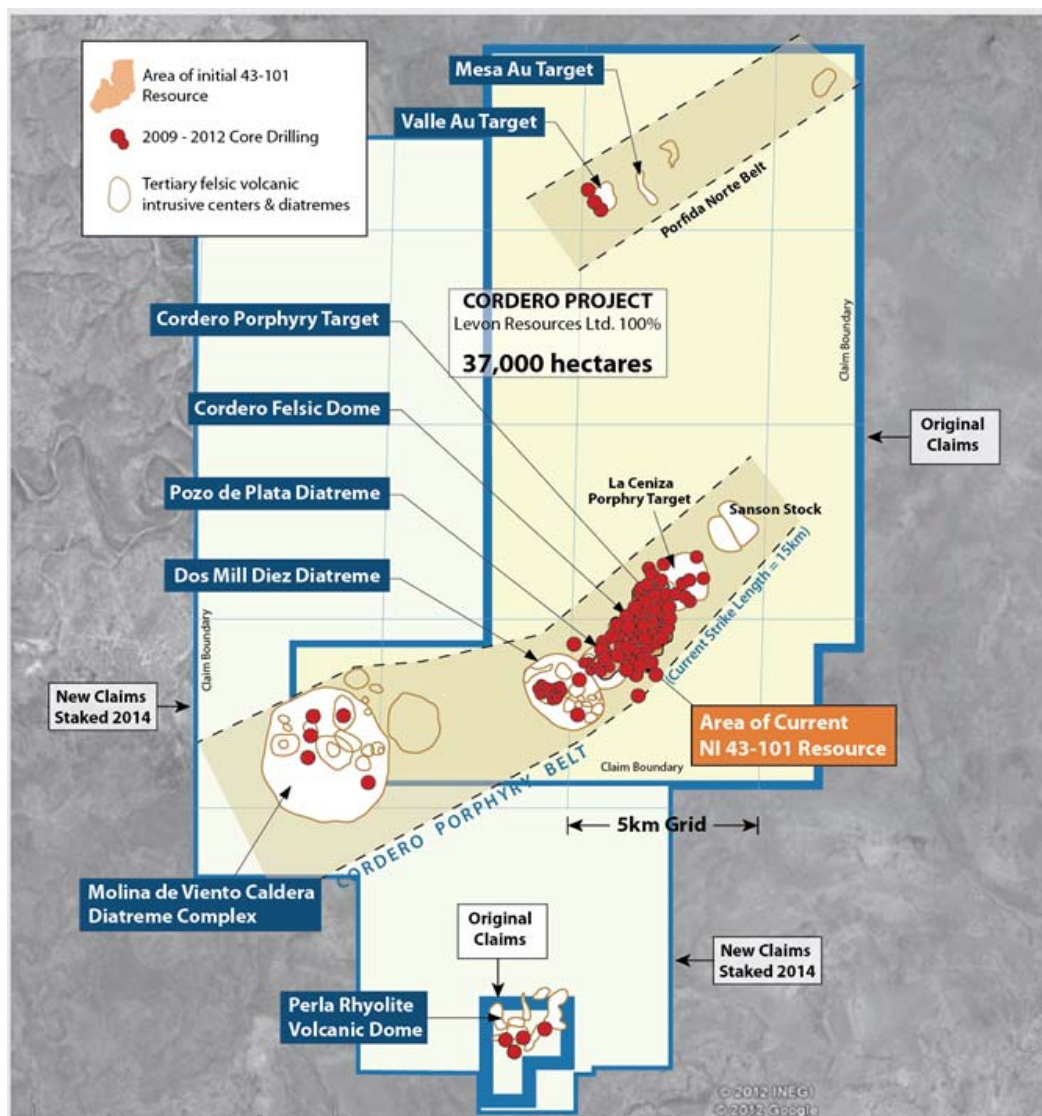 Area of initial 43-101
Resource
2009 - 2012 Core Drilling
Tertiary felsic volcanic
intrusive centers & diatremes
Mesa Au Target
Valle Au Target
Porfida Norte Belt
CORDERO PROJECT
Levon Resources Ltd. 100%
37,000 hectares
Claim Boundary
Cordero Porphyry Target
Cordero Felsic Dome
Pozo de Plata Diatreme
Dos Mill Diez Diatreme
Original
Claims
La Ceniza
Porphry Target
Sanson Stock
(Current Strike Length = 15km)
Claim Boundary
New Claims
Staked 2014
Area of Current
NI 43-101 Resource
Claim Boundary
CORDERO PORPHYRY BELT
5km Grid
Molina de Viento Caldera
Diatreme Complex
Original
Claims
New Claims
Staked 2014
Perla Rhyolite
Volcanic Dome
© 2012 INEGI
© 2012 Google